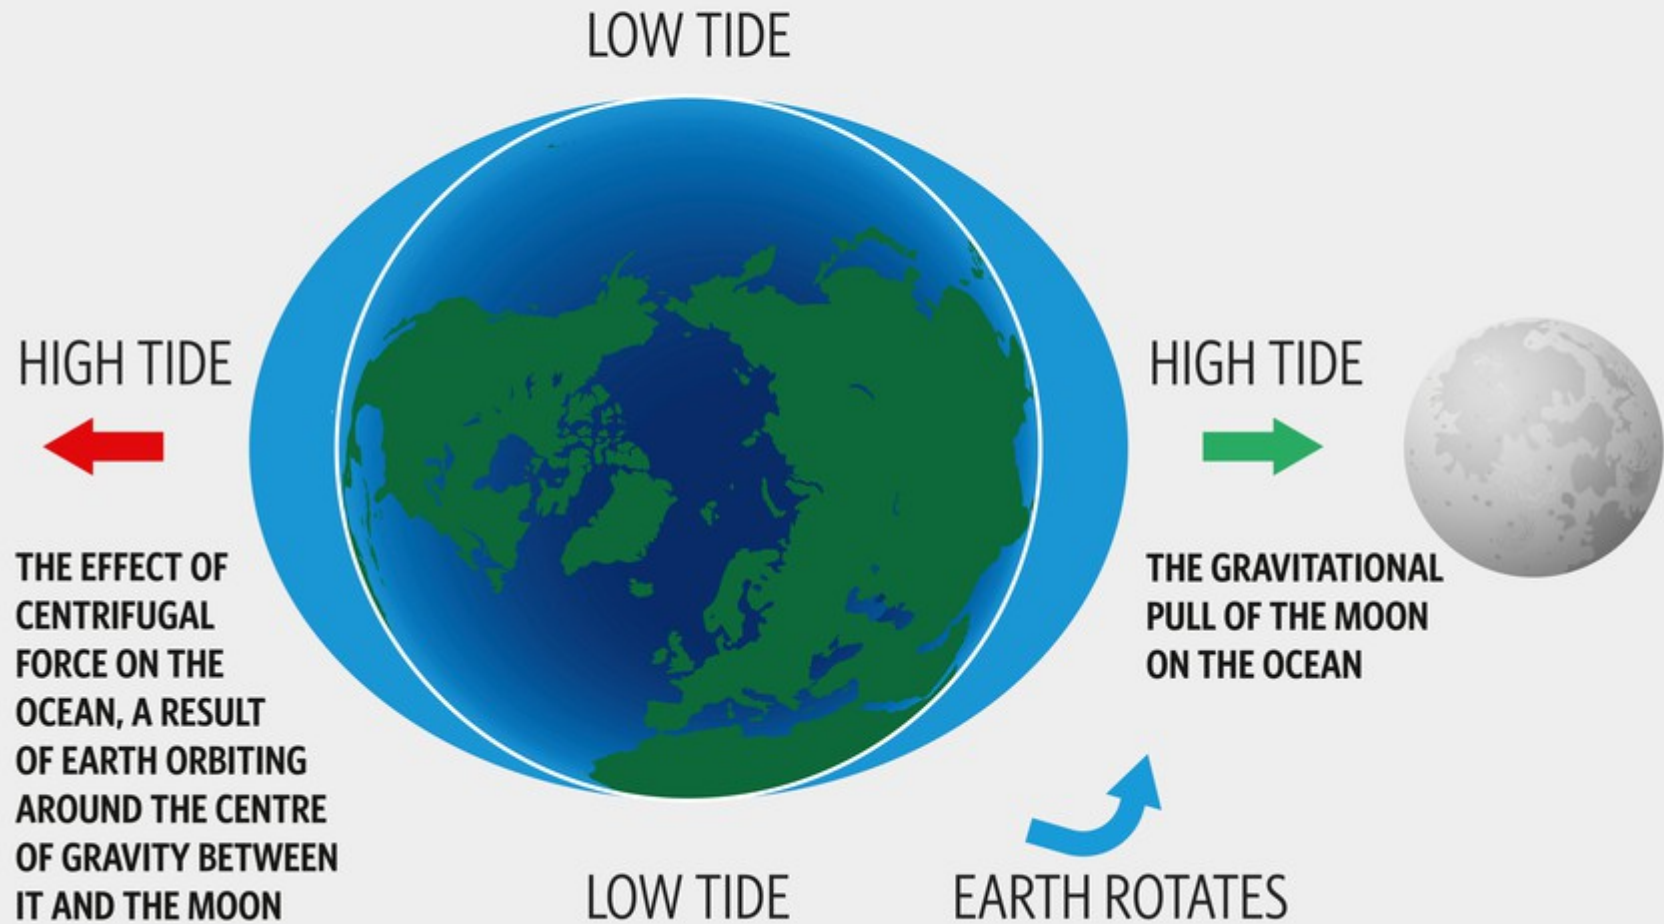 LOW TIDE
HIGH TIDE
THE EFFECT OF
CENTRIFUGAL
FORCE ON THE
OCEAN, A RESULT
OF EARTH ORBITING
AROUND THE CENTRE
OF GRAVITY BETWEEN
IT AND THE MOON
HIGH TIDE
THE GRAVITATIONAL
PULL OF THE MOON
ON THE OCEAN
LOW TIDE
EARTH ROTATES